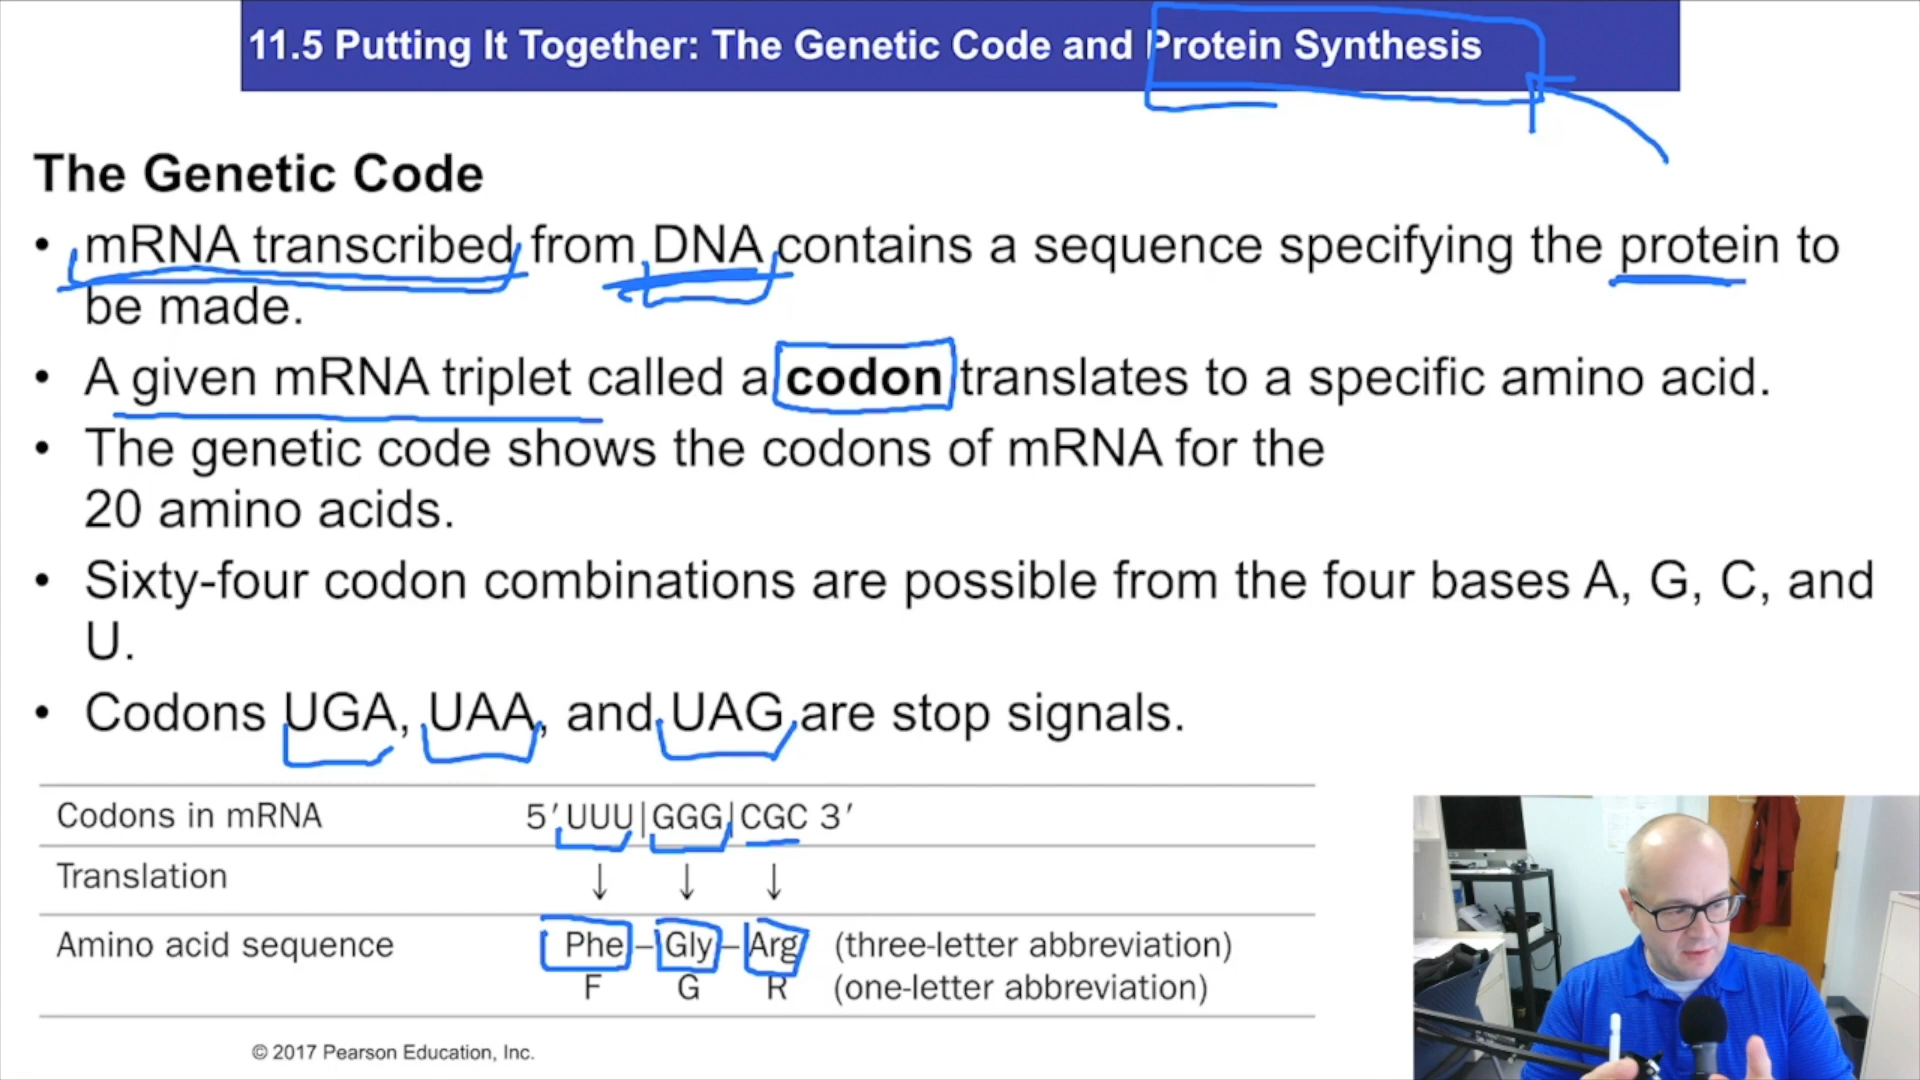 11.5 Putting It Together: The Genetic Code and Protein Synthesis
The Genetic Code
• mRNA transcribed from DNA contains a sequence specifying the protein to
be made.
• A given mRNA triplet called a codon translates to a specific amino acid.
• The genetic code shows the codons of mRNA for the
20 amino acids.
• Sixty-four codon combinations are possible from the four bases A, G, C, and
U.
• Codons UGA, UAA, and UAG are stop signals.
Codons in mRNA 5′ UUU|GGG|CGC 3′
Translation ↓ ↓ ↓
Amino acid sequence Phe–Gly–Arg (three-letter abbreviation)
F G R (one-letter abbreviation)
© 2017 Pearson Education, Inc.